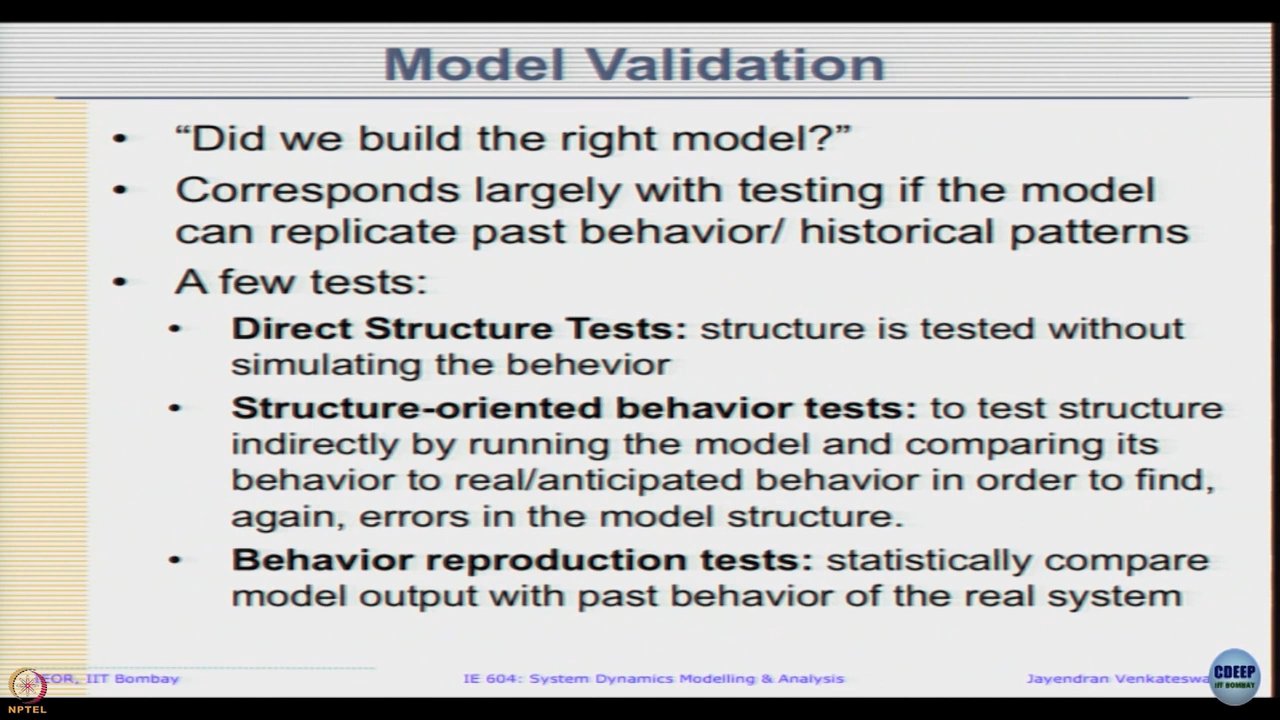 Model Validation
• “Did we build the right model?”
• Corresponds largely with testing if the model
can replicate past behavior/ historical patterns
• A few tests:
• Direct Structure Tests: structure is tested without
simulating the behevior
• Structure-oriented behavior tests: to test structure
indirectly by running the model and comparing its
behavior to real/anticipated behavior in order to find,
again, errors in the model structure.
• Behavior reproduction tests: statistically compare
model output with past behavior of the real system
IEOR, IIT Bombay
IE 604: System Dynamics Modelling & Analysis
Jayendran Venkateswa
CDEEP
IIT BOMBAY
NPTEL